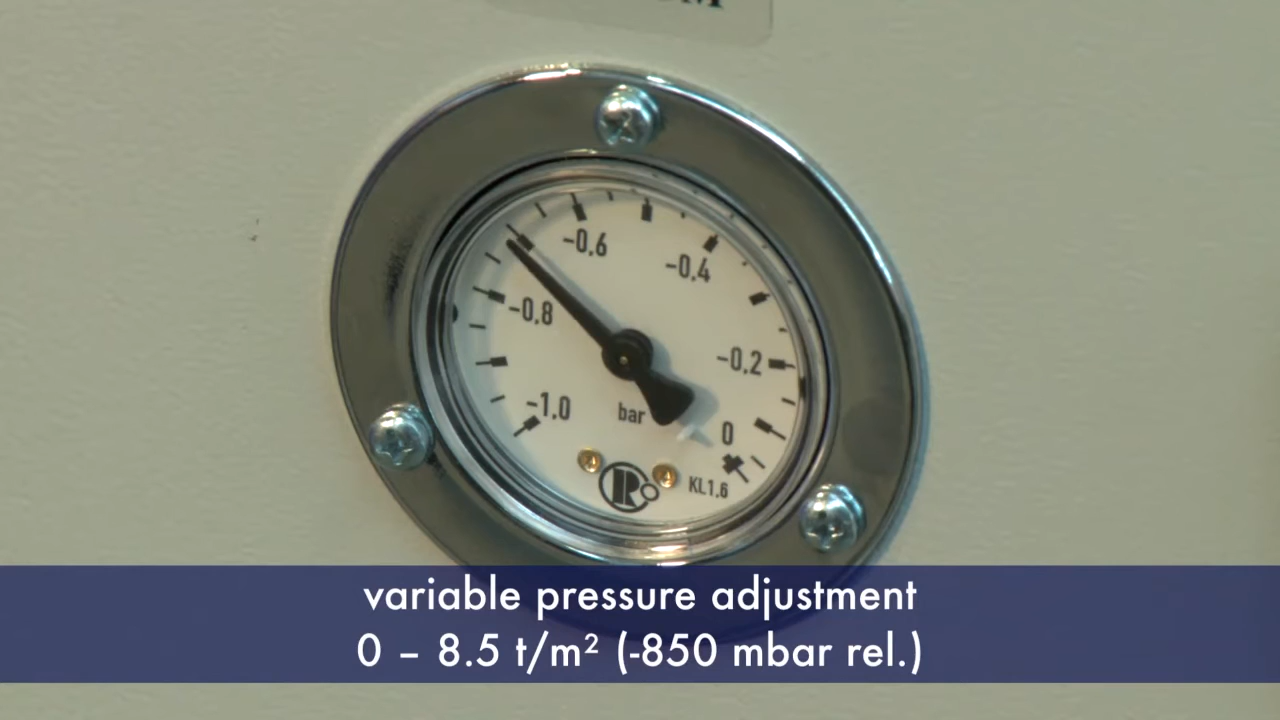 -0.6
-0.4
-0.8
-0.2
-1.0
bar
0
KL1.6
variable pressure adjustment
0 – 8.5 t/m² (-850 mbar rel.)